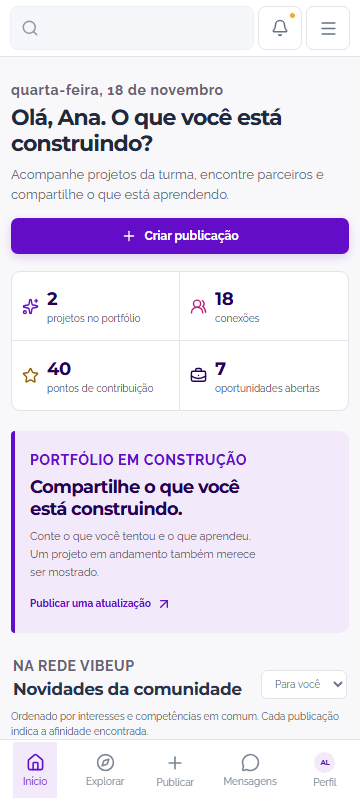 quarta-feira, 18 de novembro
Olá, Ana. O que você está
construindo?
Acompanhe projetos da turma, encontre parceiros e
compartilhe o que está aprendendo.
Criar publicação
2
projetos no portfólio
18
conexões
40
pontos de contribuição
7
oportunidades abertas
PORTFÓLIO EM CONSTRUÇÃO
Compartilhe o que você
está construindo.
Conte o que você tentou e o que aprendeu.
Um projeto em andamento também merece
ser mostrado.
Publicar uma atualização
NA REDE VIBEUP
Novidades da comunidade
Para você
Ordenado por interesses e competências em comum. Cada publicação
indica a afinidade encontrada.
Início
Explorar
Publicar
Mensagens
AL
Perfil